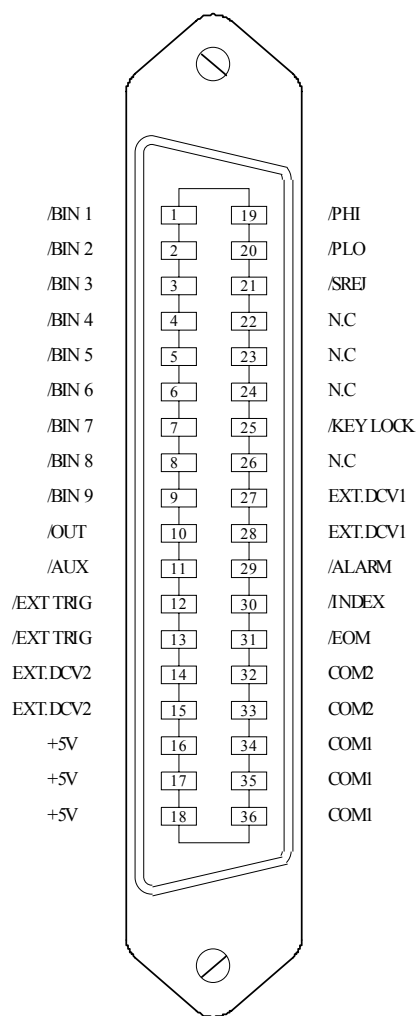 /BIN 1 1 19 /PHI
/BIN 2 2 20 /PLO
/BIN 3 3 21 /SREJ
/BIN 4 4 22 N.C
/BIN 5 5 23 N.C
/BIN 6 6 24 N.C
/BIN 7 7 25 /KEY LOCK
/BIN 8 8 26 N.C
/BIN 9 9 27 EXT.DCV1
/OUT 10 28 EXT.DCV1
/AUX 11 29 /ALARM
/EXT TRIG 12 30 /INDEX
/EXT TRIG 13 31 /EOM
EXT.DCV2 14 32 COM2
EXT.DCV2 15 33 COM2
+5V 16 34 COM1
+5V 17 35 COM1
+5V 18 36 COM1